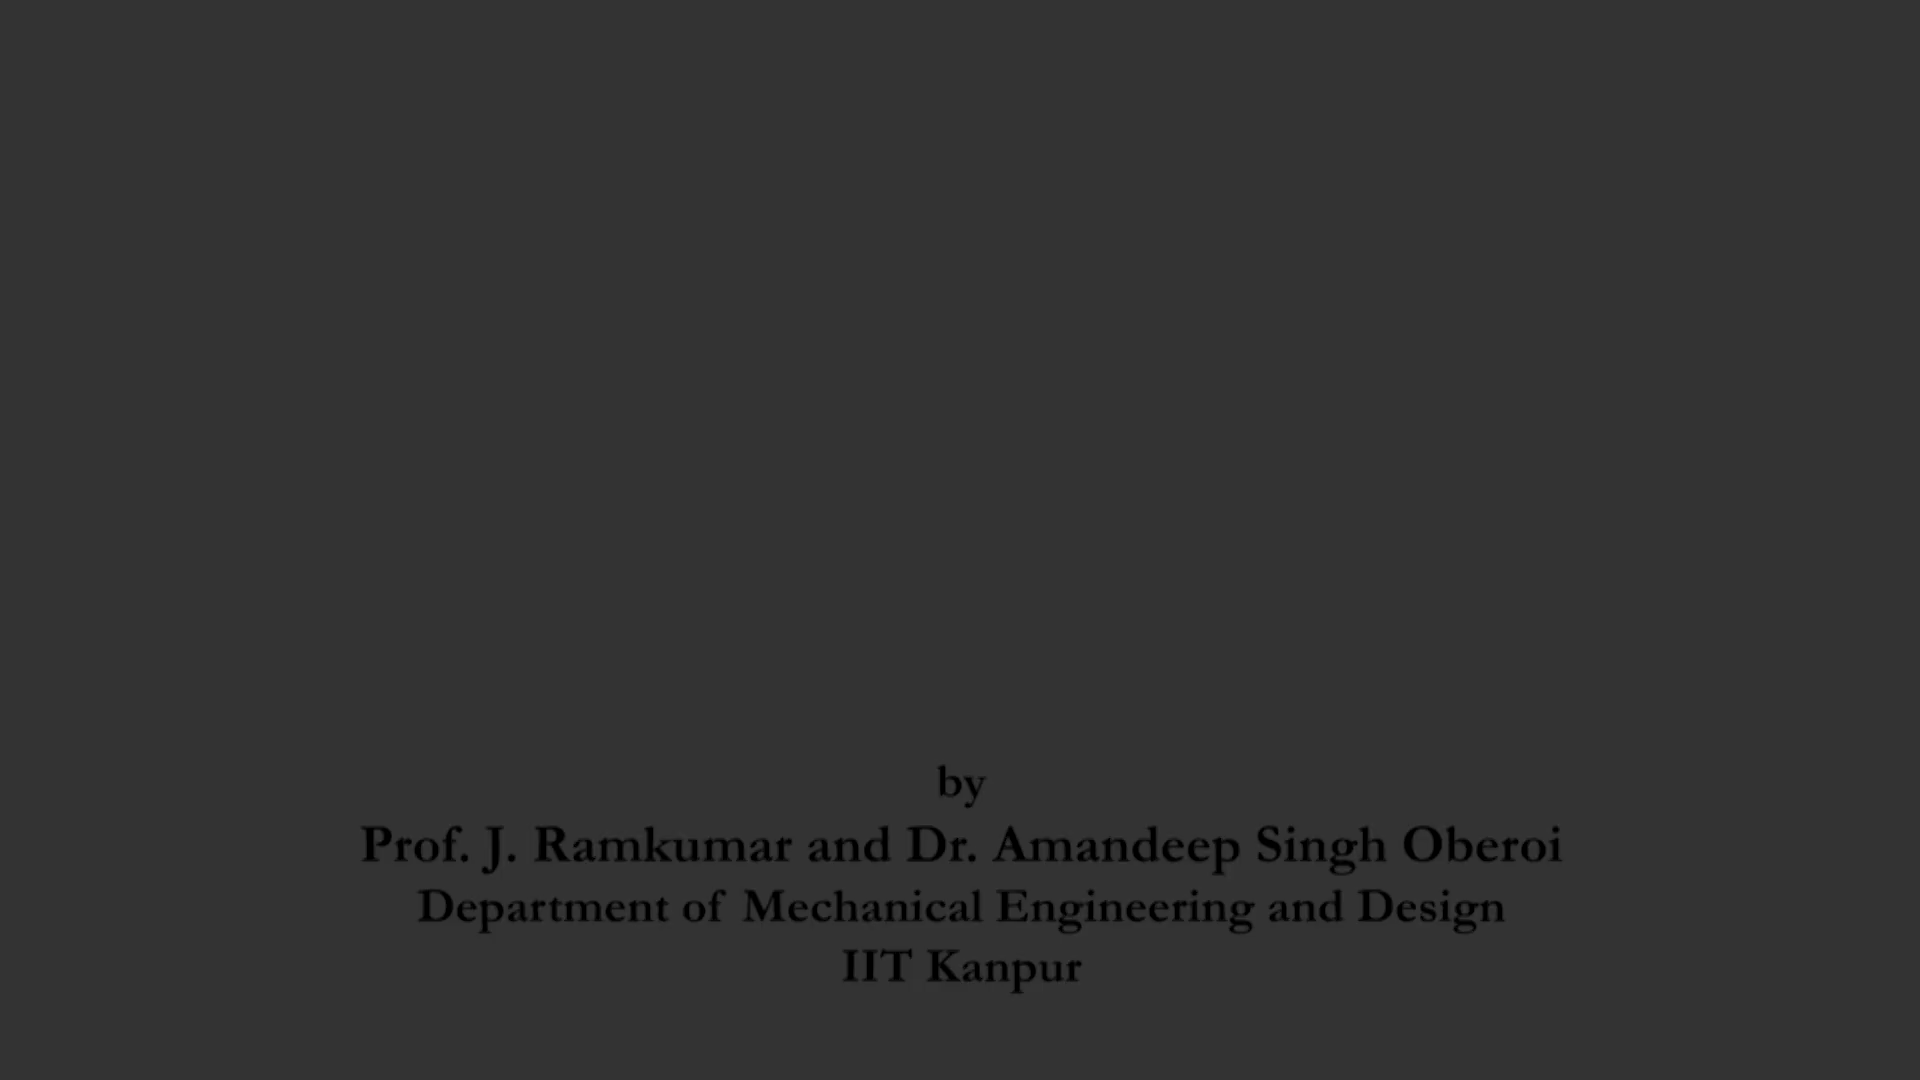 by
Prof. J. Ramkumar and Dr. Amandeep Singh Oberoi
Department of Mechanical Engineering and Design
IIT Kanpur